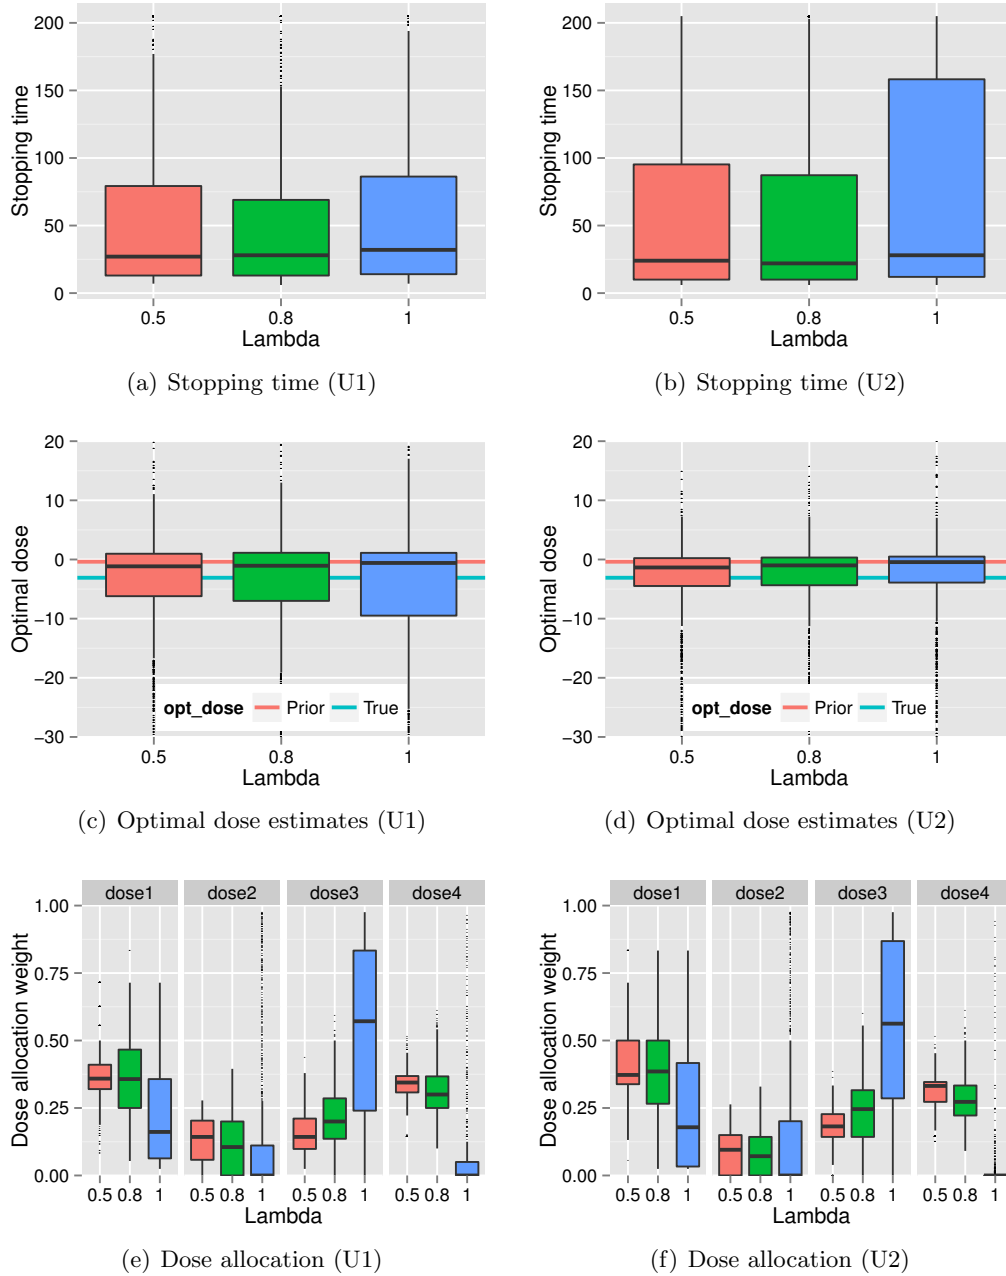 200
150
100
50
0
Stopping time
0.5 0.8 1
Lambda
(a) Stopping time (U1)
200
150
100
50
0
Stopping time
0.5 0.8 1
Lambda
(b) Stopping time (U2)
20
10
0
−10
−20
−30
Optimal dose
opt_dose Prior True
0.5 0.8 1
Lambda
(c) Optimal dose estimates (U1)
20
10
0
−10
−20
−30
Optimal dose
opt_dose Prior True
0.5 0.8 1
Lambda
(d) Optimal dose estimates (U2)
dose1 dose2 dose3 dose4
1.00
0.75
0.50
0.25
0.00
Dose allocation weight
0.5 0.8 1 0.5 0.8 1 0.5 0.8 1 0.5 0.8 1
Lambda
(e) Dose allocation (U1)
dose1 dose2 dose3 dose4
1.00
0.75
0.50
0.25
0.00
Dose allocation weight
0.5 0.8 1 0.5 0.8 1 0.5 0.8 1 0.5 0.8 1
Lambda
(f) Dose allocation (U2)